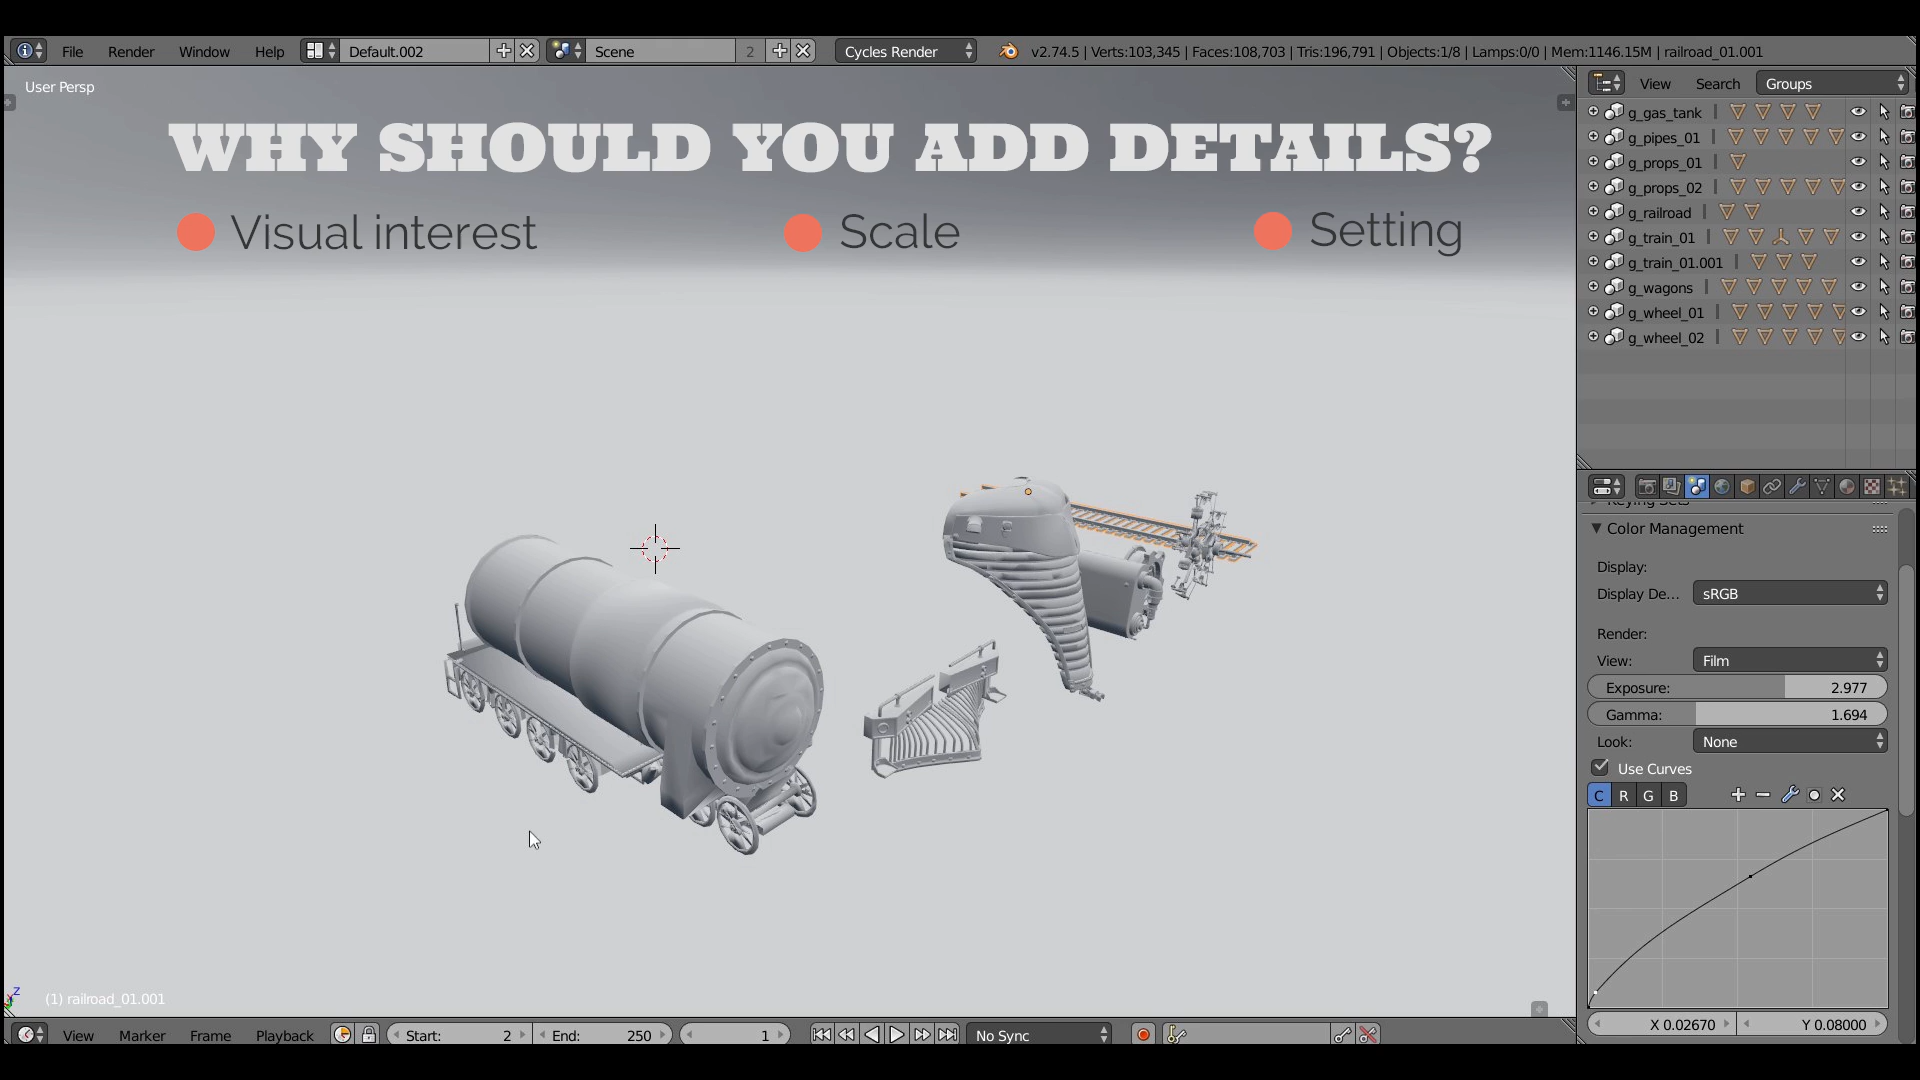 File Render Window Help Default.002 Scene 2 Cycles Render v2.74.5 | Verts:103,345 | Faces:108,703 | Tris:196,791 | Objects:1/8 | Lamps:0/0 | Mem:1146.15M | railroad_01.001
User Persp
View Search Groups
WHY SHOULD YOU ADD DETAILS?
Visual interest Scale Setting
g_gas_tank
g_pipes_01
g_props_01
g_props_02
g_railroad
g_train_01
g_train_01.001
g_wagons
g_wheel_01
g_wheel_02
Color Management
Display:
Display De... sRGB
Render:
View: Film
Exposure: 2.977
Gamma: 1.694
Look: None
Use Curves
C R G B
X 0.02670 Y 0.08000
Z
(1) railroad_01.001
View Marker Frame Playback Start: 2 End: 250 1 No Sync